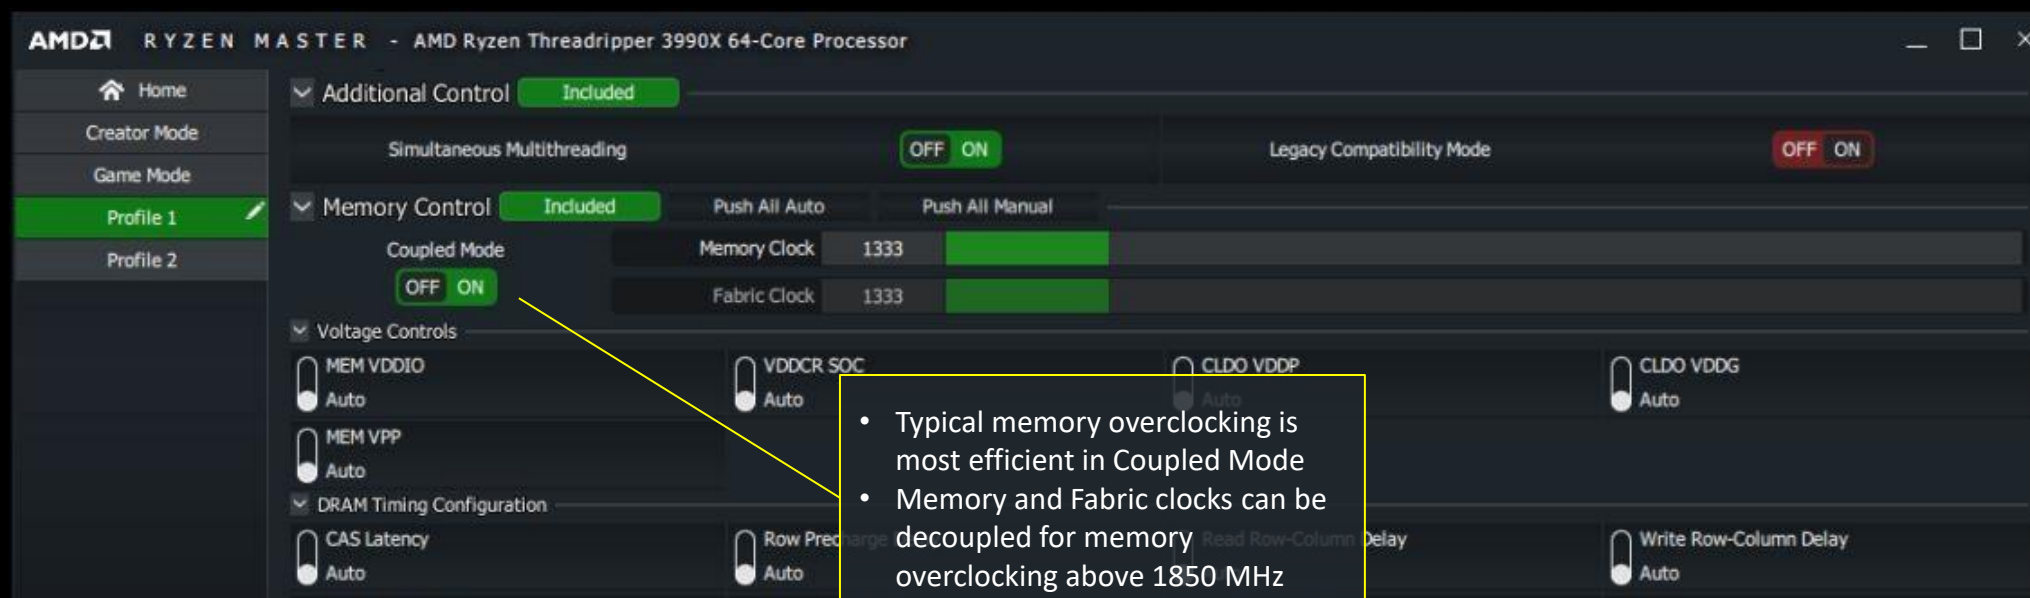 AMD RYZEN MASTER - AMD Ryzen Threadripper 3990X 64-Core Processor
Home
Creator Mode
Game Mode
Profile 1
Profile 2
Additional Control Included
Simultaneous Multithreading OFF ON Legacy Compatibility Mode OFF ON
Memory Control Included Push All Auto Push All Manual
Coupled Mode Memory Clock 1333
OFF ON Fabric Clock 1333
Voltage Controls
MEM VDDIO VDDCR SOC CLDO VDDP CLDO VDDG
Auto Auto Auto Auto
MEM VPP
Auto
DRAM Timing Configuration
CAS Latency Row Precharge Read Row-Column Delay Write Row-Column Delay
Auto Auto Auto
• Typical memory overclocking is
most efficient in Coupled Mode
• Memory and Fabric clocks can be
decoupled for memory
overclocking above 1850 MHz